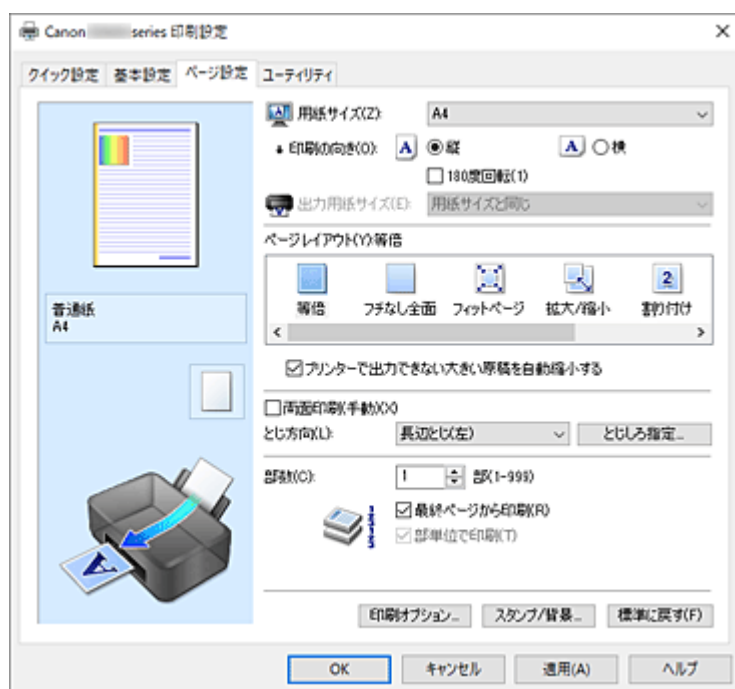 Canon series 印刷設定
クイック設定 基本設定 ページ設定 ユーティリティ
用紙サイズ(Z): A4
印刷の向き(O): A 縦 A 横
180度回転(1)
出力用紙サイズ(E): 用紙サイズと同じ
ページレイアウト(Y):等倍
等倍 フチなし全面 フィットページ 拡大/縮小 割り付け
普通紙
A4
プリンターで出力できない大きい原稿を自動縮小する
両面印刷(手動)(X)
とじ方向(L): 長辺とじ(左) とじしろ指定...
部数(C): 1 部(1-999)
最終ページから印刷(R)
部単位で印刷(T)
印刷オプション... スタンプ/背景... 標準に戻す(F)
OK キャンセル 適用(A) ヘルプ